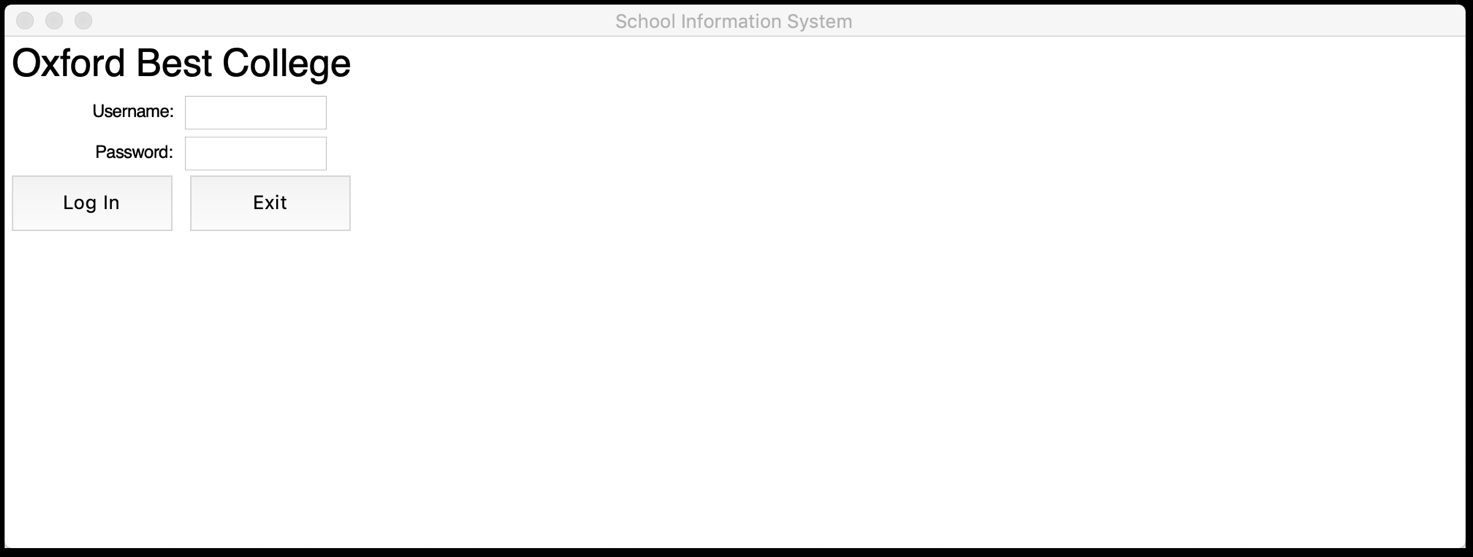 School Information System
Oxford Best College
Username:
Password:
Log In Exit